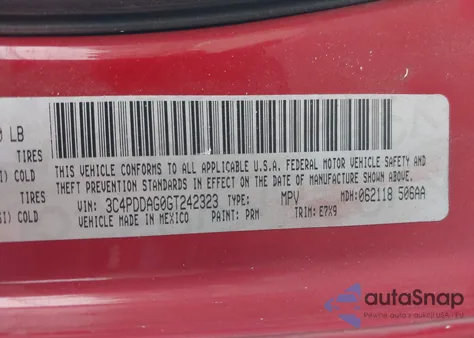 LB
TIRES
COLD
TIRES
COLD
THIS VEHICLE CONFORMS TO ALL APPLICABLE U.S.A. FEDERAL MOTOR VEHICLE SAFETY AND
THEFT PREVENTION STANDARDS IN EFFECT ON THE DATE OF MANUFACTURE SHOWN ABOVE.
VIN: 3C4PDDAG0GT242323 TYPE: MPV MDH: 062118 506AA
VEHICLE MADE IN MEXICO PAINT: PRM TRIM: E7X9
autoSnap